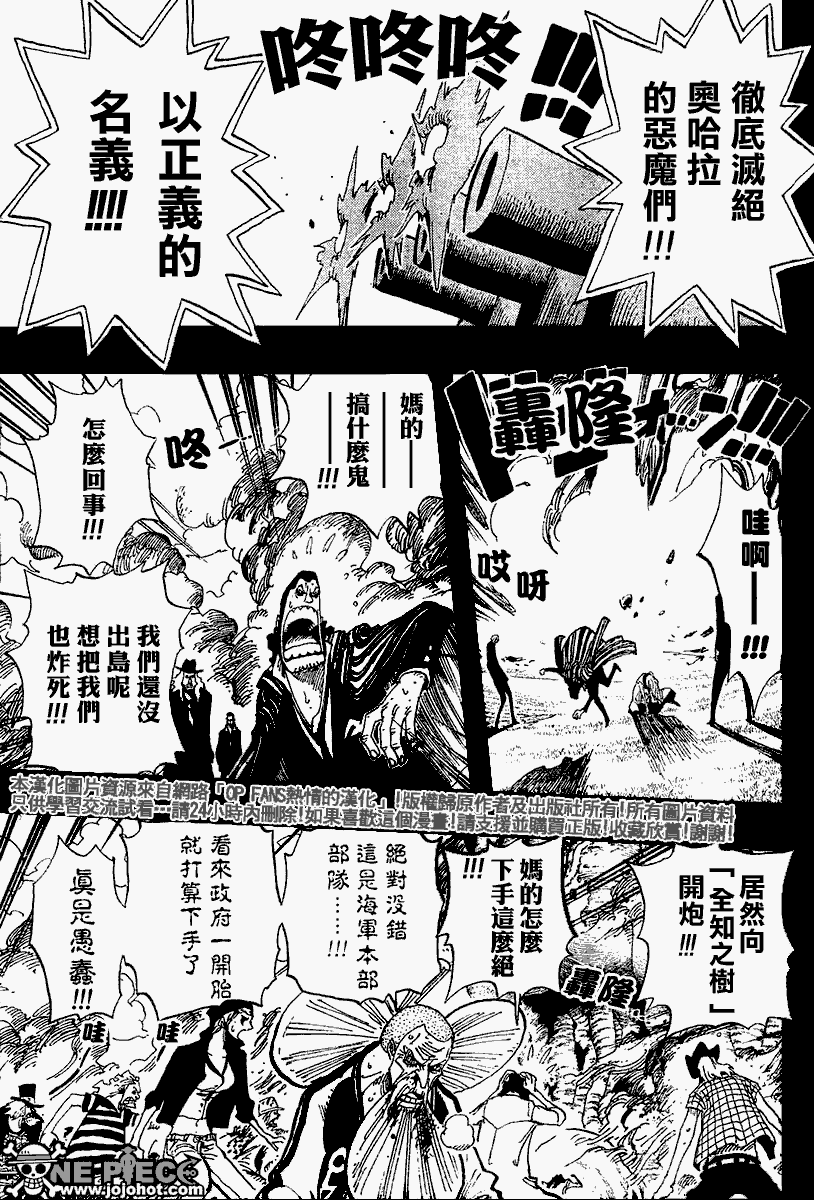 徹底滅絕
奧哈拉
的惡魔們!!!
咚咚咚!!!
以正義的
名義!!!!
轟隆オッン!!!
哇啊——!!!
哎呀
媽的——
搞什麼鬼
——!!!
咚
怎麼回事!!!
我們還沒
出島呢
想把我們
也炸死!!!
本漢化圖片資源來自網路「OP FANS熱情的漢化」!版權歸原作者及出版社所有!所有圖片資料
只供學習交流試看…請24小時內刪除!如果喜歡這個漫畫!請支援並購買正版!收藏欣賞!謝謝!
居然向
「全知之樹」
開炮!!!
轟隆..
媽的怎麼
下手這麼絕
!!!
絕對没錯
這是海軍本部
部隊……!!!
看來政府一開胎
就打算下手了
真是愚蠢!!!
哇
哇
ONE PIECE
www.jojohot.com